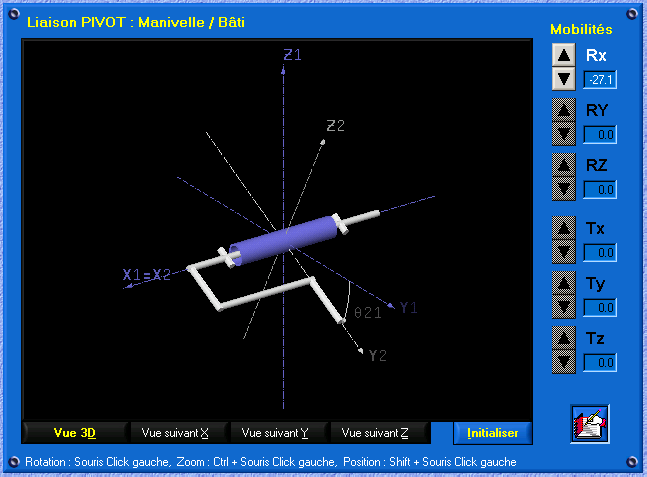 Liaison PIVOT : Manivelle / Bâti
Mobilités
Z1
Rx
-27.1
Z2
RY
0.0
RZ
0.0
Tx
0.0
X1=X2
Ty
0.0
Y1
θ21
Tz
0.0
Y2
Vue 3D
Vue suivant X
Vue suivant Y
Vue suivant Z
Initialiser
Rotation : Souris Click gauche, Zoom : Ctrl + Souris Click gauche, Position : Shift + Souris Click gauche